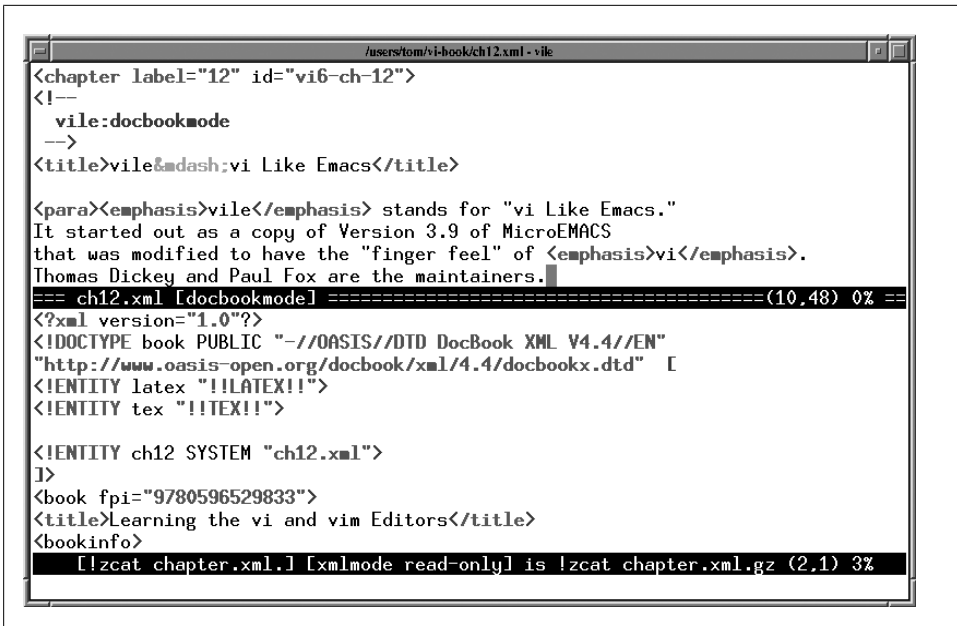 /users/tom/vi-book/ch12.xml - vile
<chapter label="12" id="vi6-ch-12">
<!--
  vile:docbookmode
 -->
<title>vile&mdash;vi Like Emacs</title>

<para><emphasis>vile</emphasis> stands for "vi Like Emacs."
It started out as a copy of Version 3.9 of MicroEMACS
that was modified to have the "finger feel" of <emphasis>vi</emphasis>.
Thomas Dickey and Paul Fox are the maintainers.
=== ch12.xml [docbookmode] ========================================(10,48) 0% ==
<?xml version="1.0"?>
<!DOCTYPE book PUBLIC "-//OASIS//DTD DocBook XML V4.4//EN"
"http://www.oasis-open.org/docbook/xml/4.4/docbookx.dtd"  [
<!ENTITY latex "!!LATEX!!">
<!ENTITY tex "!!TEX!!">

<!ENTITY ch12 SYSTEM "ch12.xml">
]>
<book fpi="9780596529833">
<title>Learning the vi and vim Editors</title>
<bookinfo>
    [!zcat chapter.xml.] [xmlmode read-only] is !zcat chapter.xml.gz (2,1) 3%